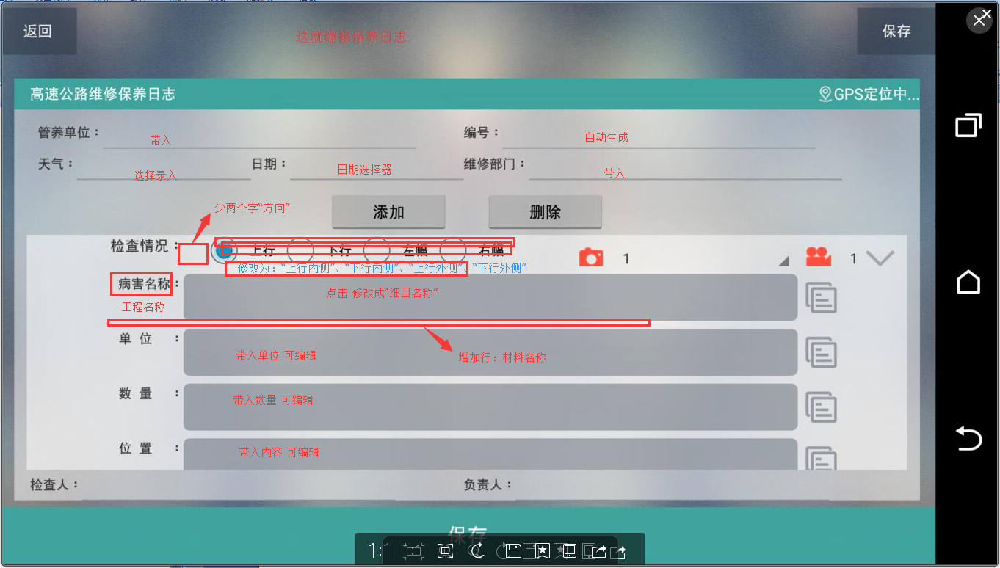 返回
这就维修保养日志
保存
高速公路维修保养日志
GPS定位中...
管养单位：
带入
编号：
自动生成
天气：
选择录入
日期：
日期选择器
维修部门：
带入
少两个字“方向”
添加
删除
检查情况：
上行
下行
左幅
右幅
1
1
修改为：“上行内侧”、“下行内侧”、“上行外侧”、“下行外侧”
病害名称：
点击 修改成“细目名称”
工程名称
单 位 ：
带入单位 可编辑
增加行：材料名称
数 量 ：
带入数量 可编辑
位 置 ：
带入内容 可编辑
检查人：
负责人：
保存
1:1